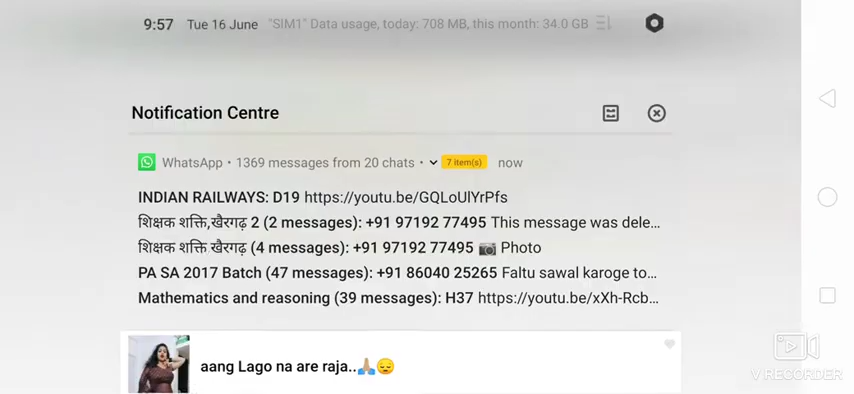 9:57 Tue 16 June "SIM1" Data usage, today: 708 MB, this month: 34.0 GB
Notification Centre
WhatsApp • 1369 messages from 20 chats • 7 item(s) now
INDIAN RAILWAYS: D19 https://youtu.be/GQLoUlYrPfs
शिक्षक शक्ति,खैरगढ़ 2 (2 messages): +91 97192 77495 This message was dele...
शिक्षक शक्ति खैरगढ़ (4 messages): +91 97192 77495 📷 Photo
PA SA 2017 Batch (47 messages): +91 86040 25265 Faltu sawal karoge to...
Mathematics and reasoning (39 messages): H37 https://youtu.be/xXh-Rcb...
aang Lago na are raja..🙏😔
V RECORDER